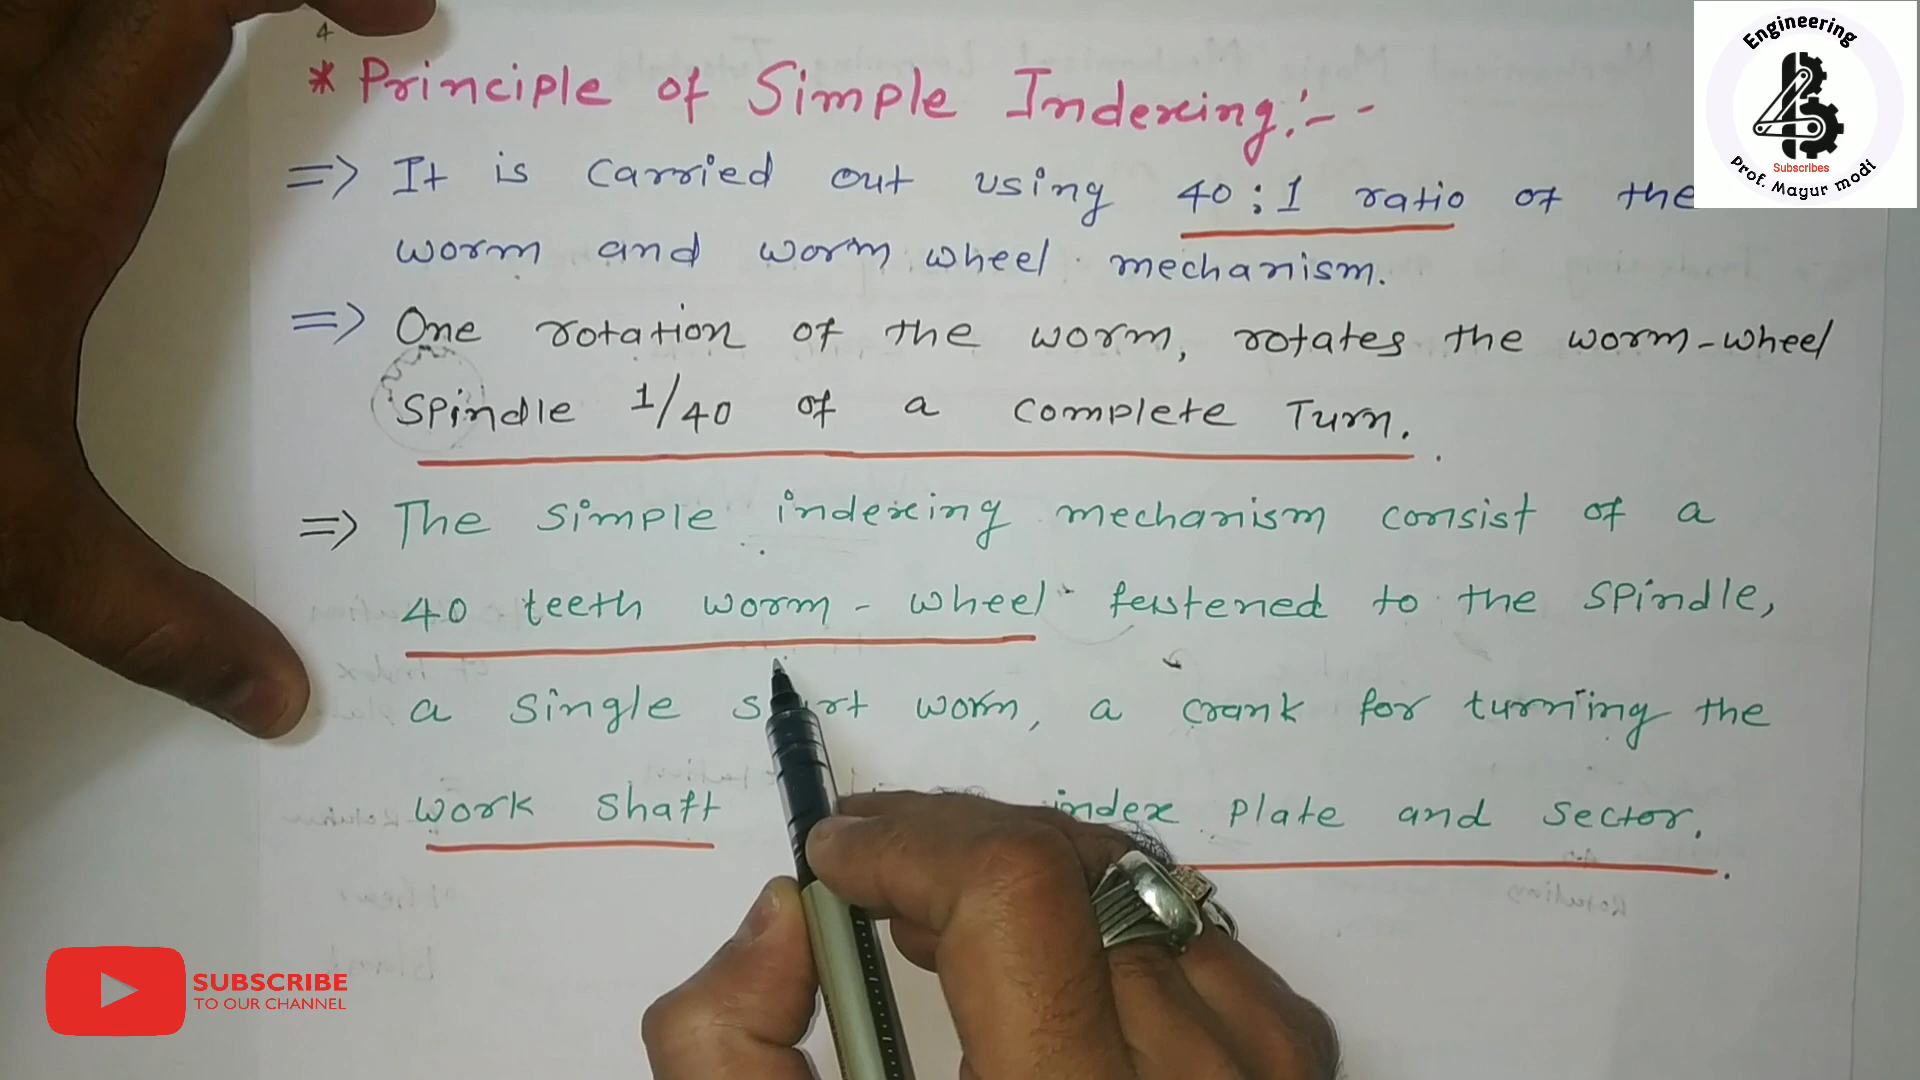 4
* Principle of Simple Indexing:--
=> It is carried out using 40:1 ratio of the
worm and worm wheel mechanism.
=> One rotation of the worm, rotates the worm-wheel
spindle 1/40 of a complete Turn.
=> The simple indexing mechanism consist of a
40 teeth worm-wheel fastened to the spindle,
a single start worm, a crank for turning the
work shaft index plate and sector.
Engineering
Subscribes
Prof. Mayur modi
SUBSCRIBE
TO OUR CHANNEL